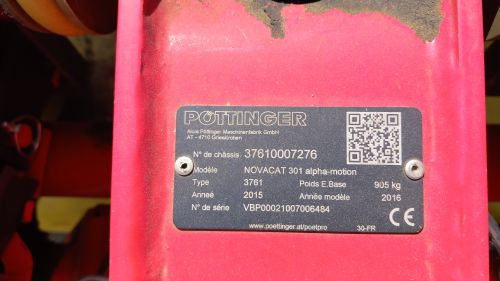 PÖTTINGER
Alois Pöttinger Maschinenfabrik GmbH
AT - 4710 Grieskirchen
N° de châssis 37610007276
Modèle NOVACAT 301 alpha-motion
Type 3761 Poids E.Base 905 kg
Anneé 2015 Année modèle 2016
N° de série VBP00021007006484
CE
www.poettinger.at/poetpro 30-FR